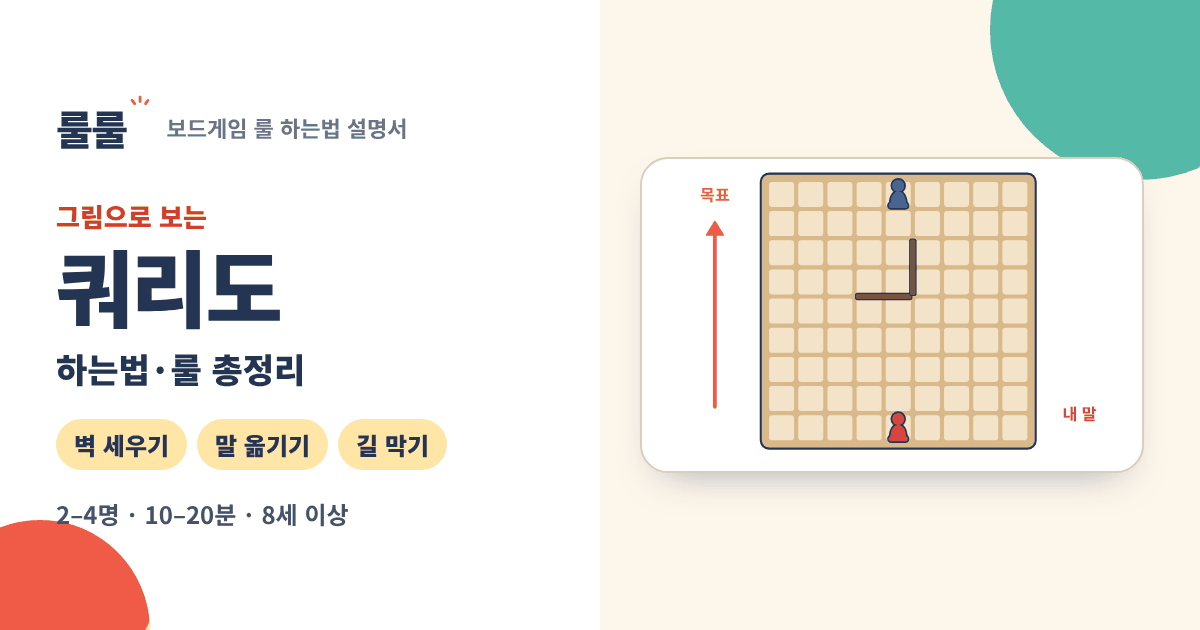 룰룰
보드게임 룰 하는법 설명서
그림으로 보는
쿼리도
하는법·룰 총정리
벽 세우기
말 옮기기
길 막기
2–4명 · 10–20분 · 8세 이상
목표
내 말